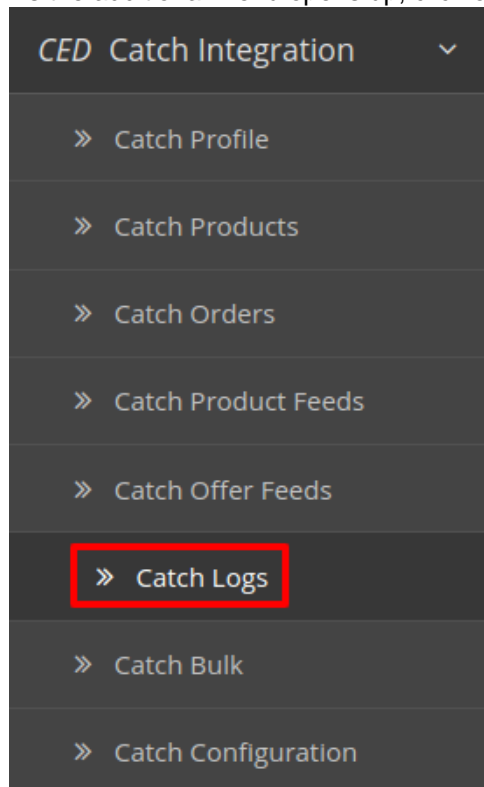 CED Catch Integration
» Catch Profile
» Catch Products
» Catch Orders
» Catch Product Feeds
» Catch Offer Feeds
» Catch Logs
» Catch Bulk
» Catch Configuration